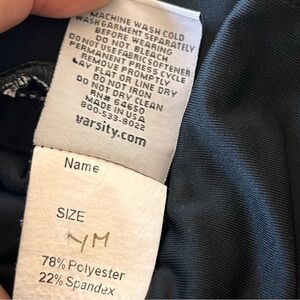 MACHINE WASH COLD
WASH GARMENT SEPARATELY
BEFORE WEARING
DO NOT BLEACH
DO NOT USE FABRIC SOFTENER
PERMANENT PRESS CYCLE
REMOVE PROMPTLY
LAY FLAT OR LINE DRY
DO NOT IRON
DO NOT DRY CLEAN
RN# 64650
MADE IN USA
800-533-8022
varsity.com
Name
SIZE
YM
78% Polyester
22% Spandex